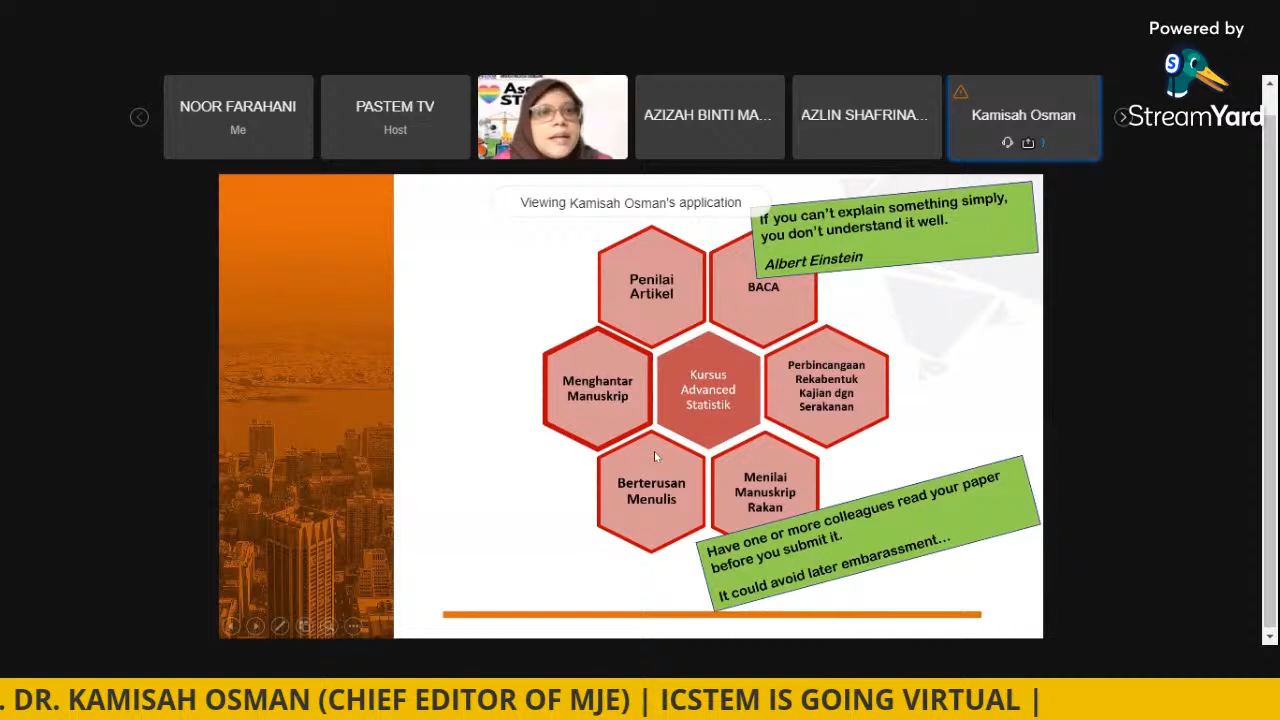 Powered by
StreamYard
NOOR FARAHANI
Me
PASTEM TV
Host
AZIZAH BINTI MA...
AZLIN SHAFRINA...
Kamisah Osman
Viewing Kamisah Osman's application
If you can't explain something simply,
you don't understand it well.
Albert Einstein
Penilai
Artikel
BACA
Menghantar
Manuskrip
Kursus
Advanced
Statistik
Perbincangaan
Rekabentuk
Kajian dgn
Serakanan
Berterusan
Menulis
Menilai
Manuskrip
Rakan
Have one or more colleagues read your paper
before you submit it.
It could avoid later embarassment...
. DR. KAMISAH OSMAN (CHIEF EDITOR OF MJE) | ICSTEM IS GOING VIRTUAL |